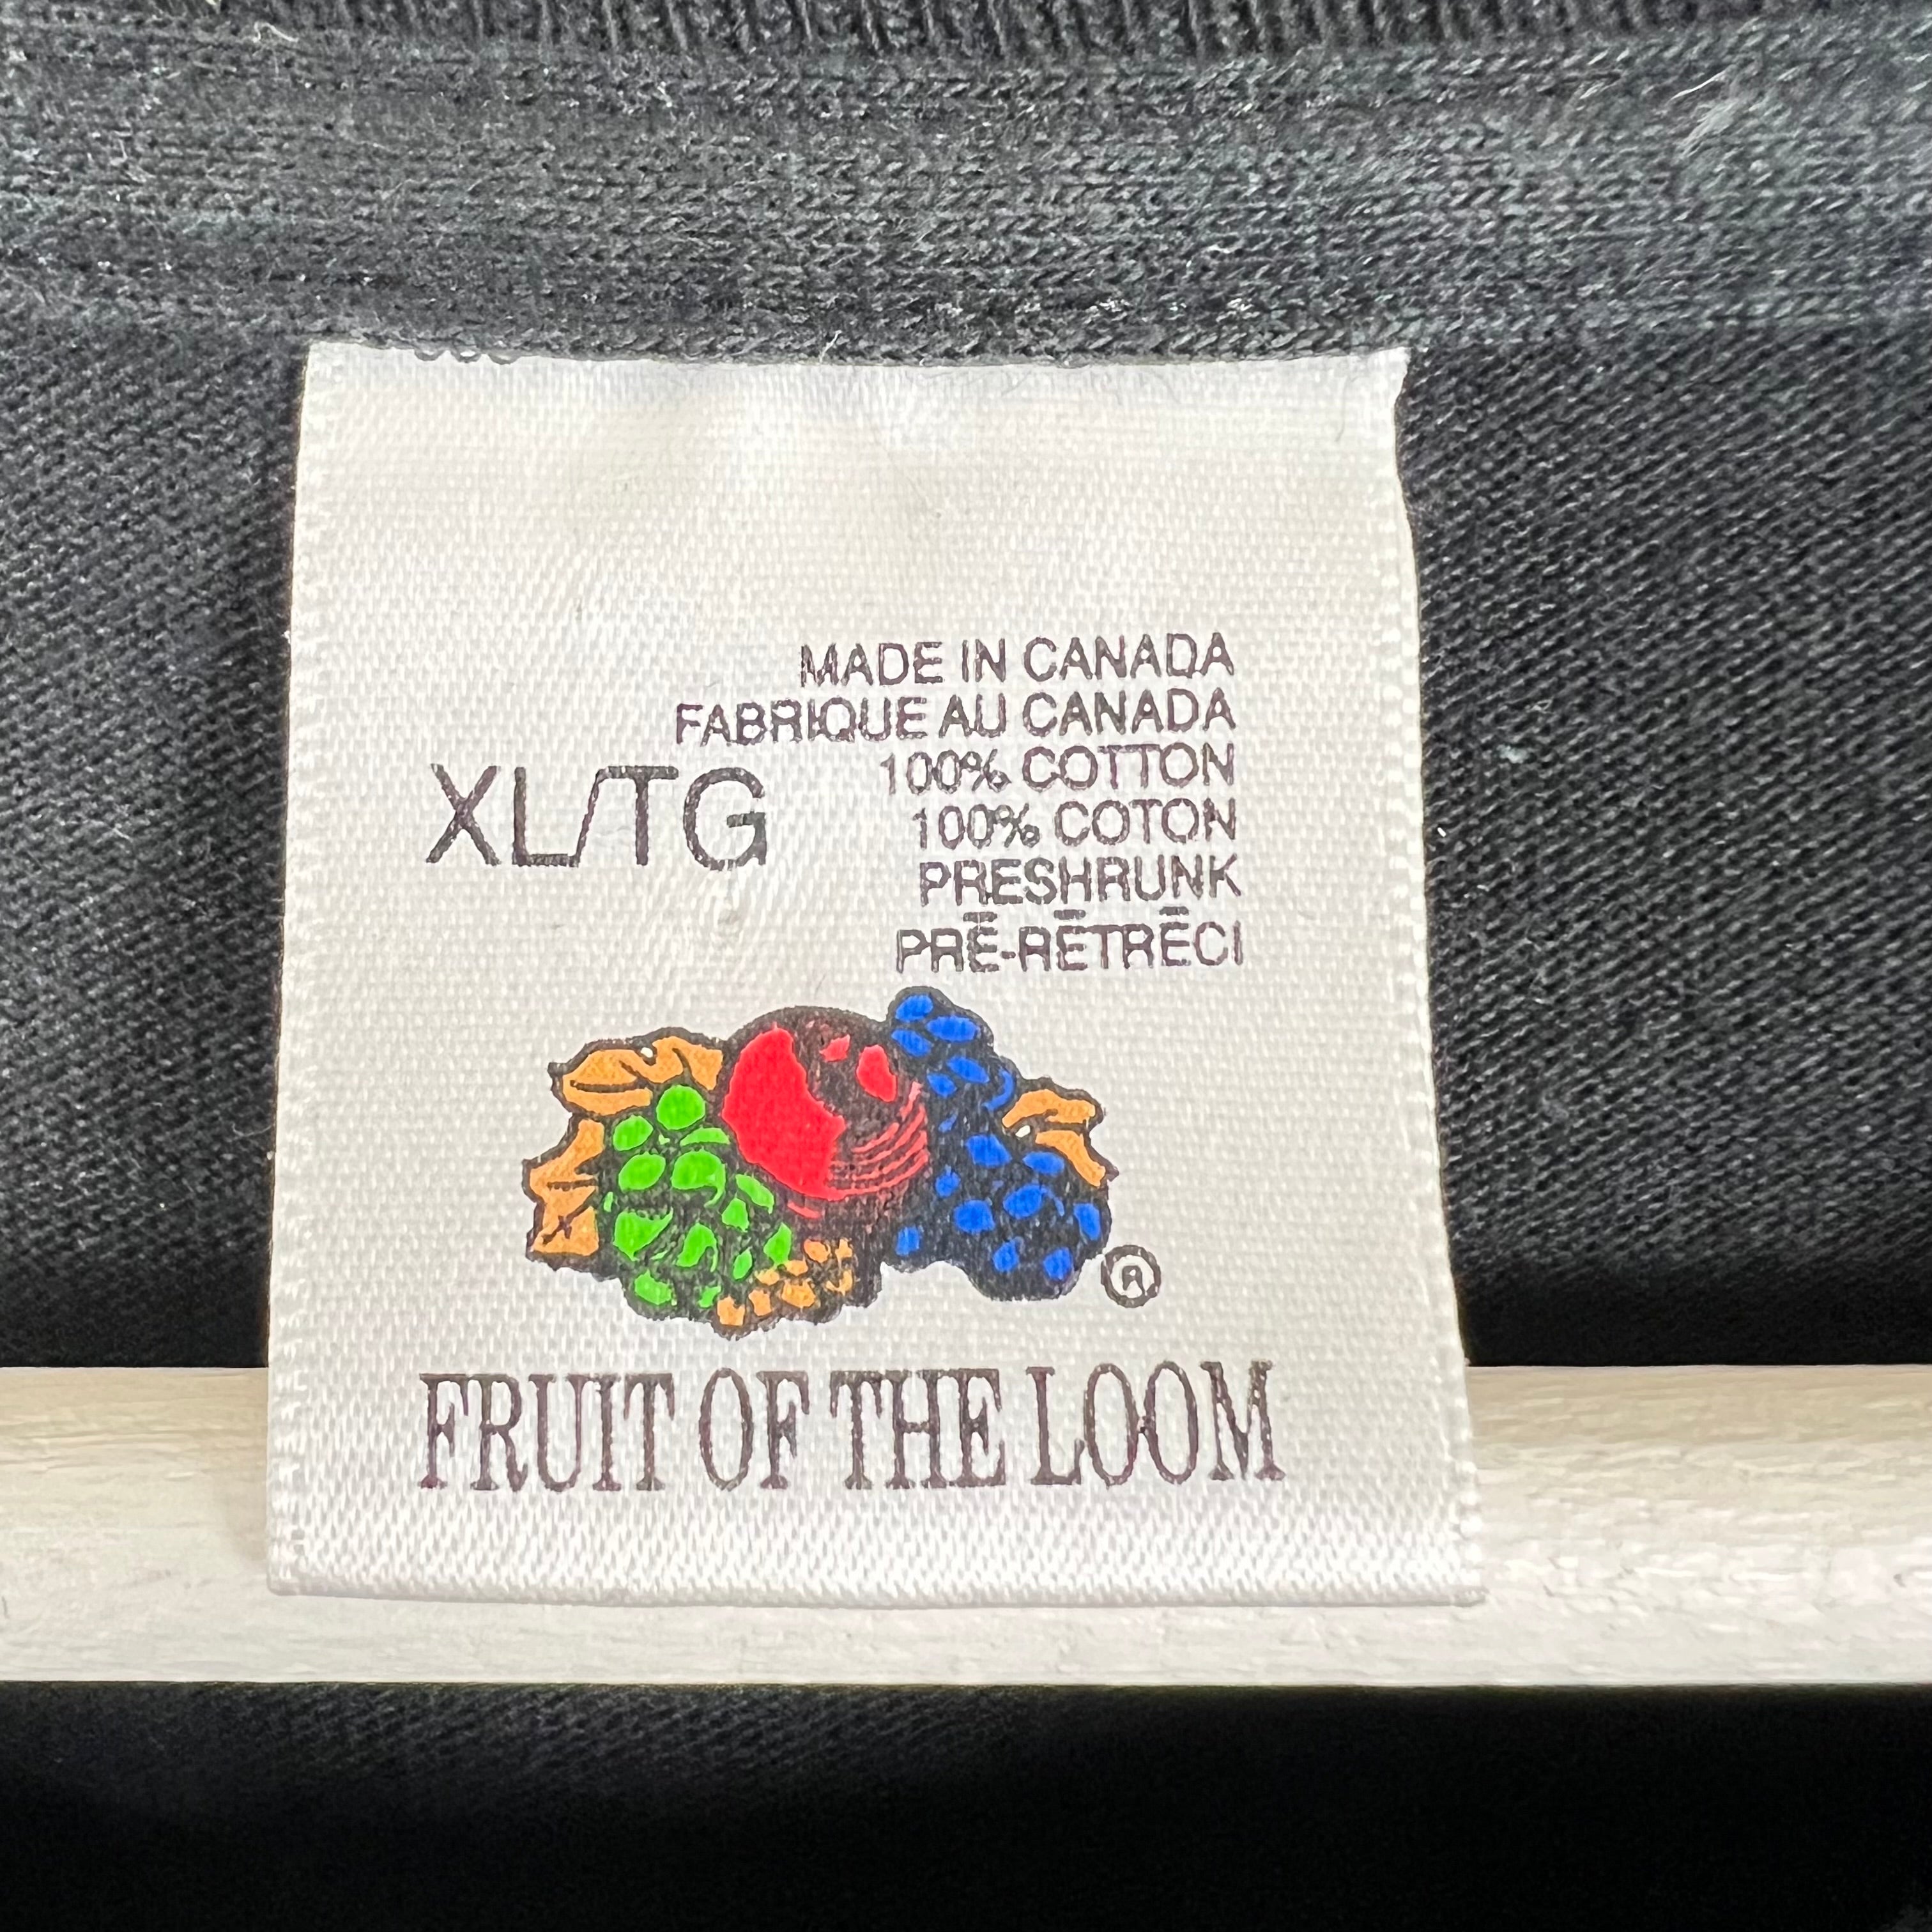 MADE IN CANADA
FABRIQUE AU CANADA
100% COTTON
100% COTON
PRESHRUNK
PRĒ-RĒTRĒCI
XL/TG
®
FRUIT OF THE LOOM